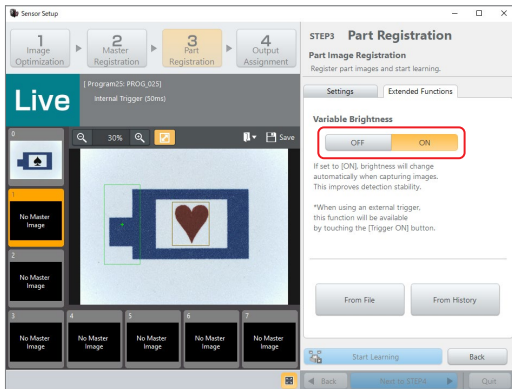 Sensor Setup
1
Image
Optimization
2
Master
Registration
3
Part
Registration
4
Output
Assignment
Live
[ Program25: PROG_025]
Internal Trigger (50ms)
0
30%
Save
1
No Master
Image
2
No Master
Image
3
No Master
Image
4
No Master
Image
5
No Master
Image
6
No Master
Image
7
No Master
Image
STEP3 Part Registration
Part Image Registration
Register part images and start learning.
Settings
Extended Functions
Variable Brightness
OFF
ON
If set to [ON], brightness will change
automatically when capturing images.
This improves detection stability.
*When using an external trigger,
this function will be available
by touching the [Trigger ON] button.
From File
From History
Start Learning
Back
Back
Next to STEP4
Quit